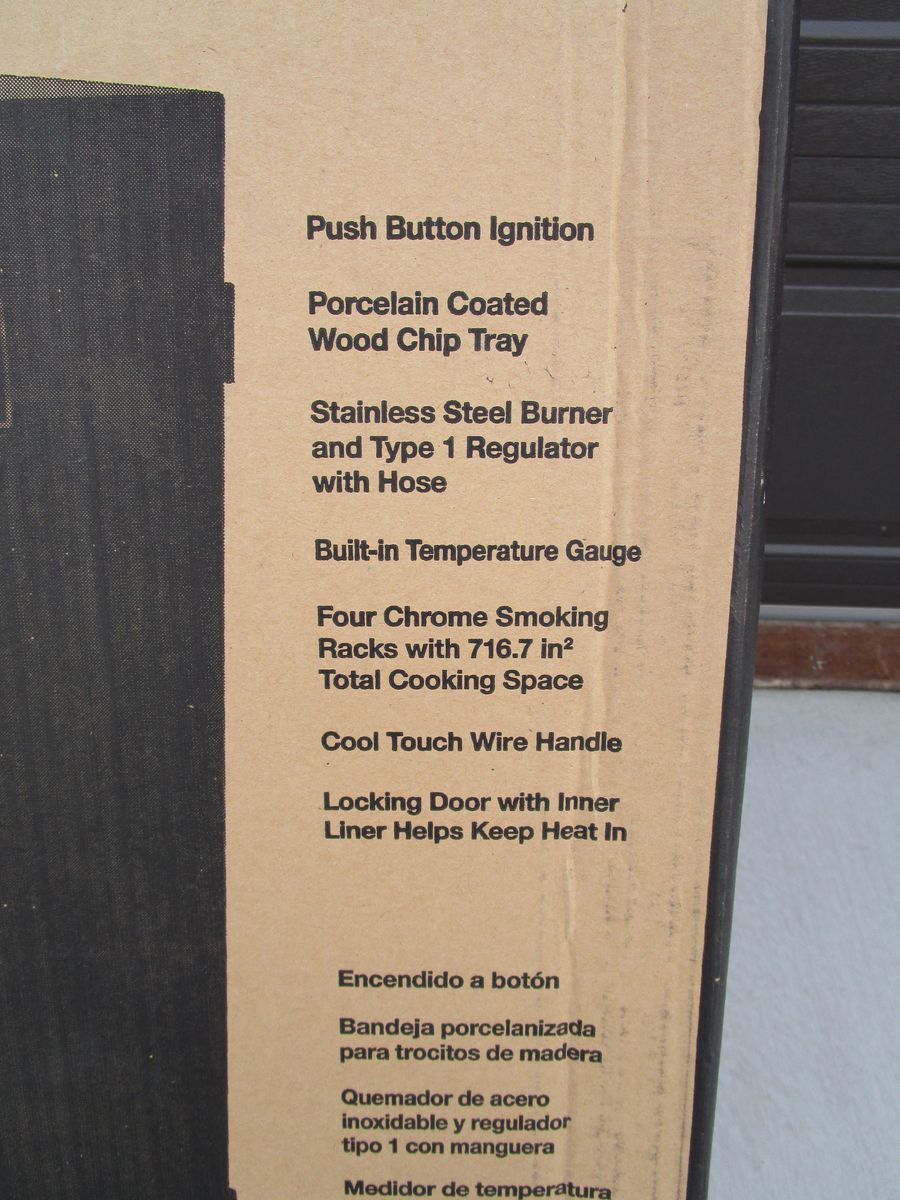 Push Button Ignition
Porcelain Coated
Wood Chip Tray
Stainless Steel Burner
and Type 1 Regulator
with Hose
Built-in Temperature Gauge
Four Chrome Smoking
Racks with 716.7 in²
Total Cooking Space
Cool Touch Wire Handle
Locking Door with Inner
Liner Helps Keep Heat In
Encendido a botón
Bandeja porcelanizada
para trocitos de madera
Quemador de acero
inoxidable y regulador
tipo 1 con manguera
Medidor de temperatura